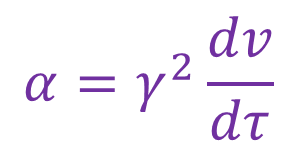 α = γ² dv/dτ